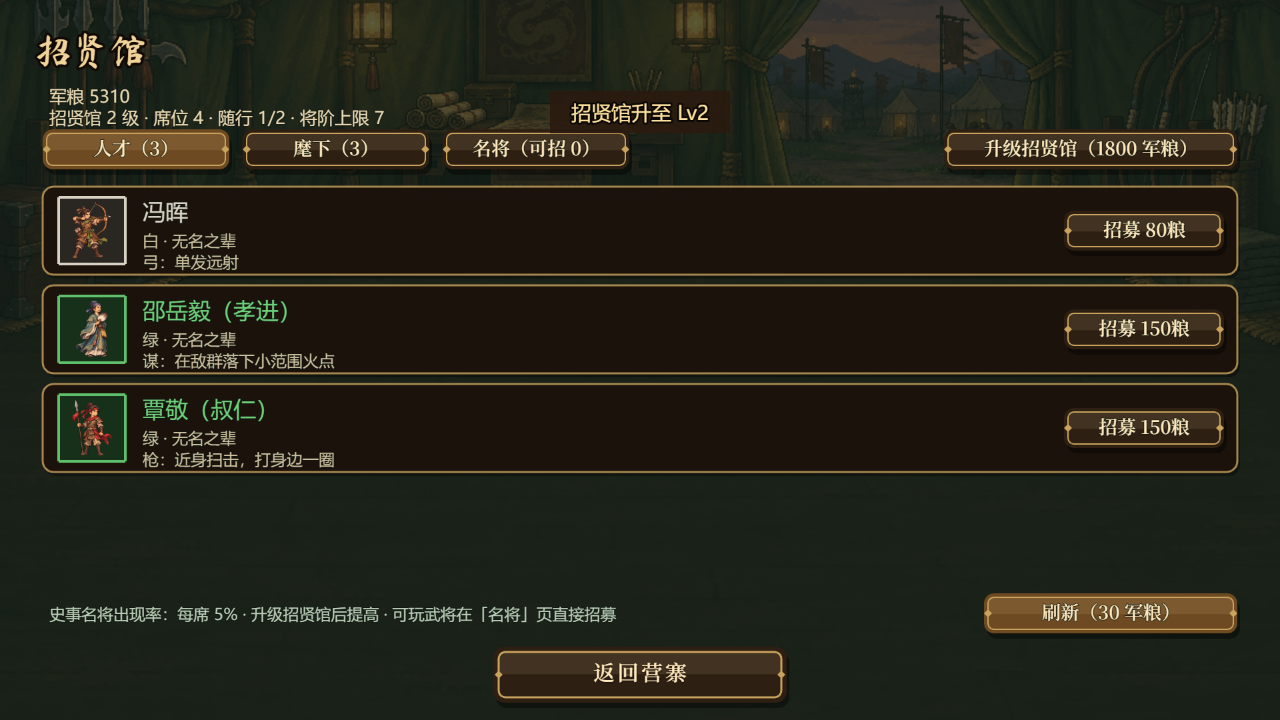 招贤馆
军粮 5310
招贤馆 2 级 · 席位 4 · 随行 1/2 · 将阶上限 7
招贤馆升至 Lv2
人才（3）
麾下（3）
名将（可招 0）
升级招贤馆（1800 军粮）
冯晖
白 · 无名之辈
弓：单发远射
招募 80粮
邵岳毅（孝进）
绿 · 无名之辈
谋：在敌群落下小范围火点
招募 150粮
覃敬（叔仁）
绿 · 无名之辈
枪：近身扫击，打身边一圈
招募 150粮
史事名将出现率：每席 5% · 升级招贤馆后提高 · 可玩武将在「名将」页直接招募
刷新（30 军粮）
返回营寨